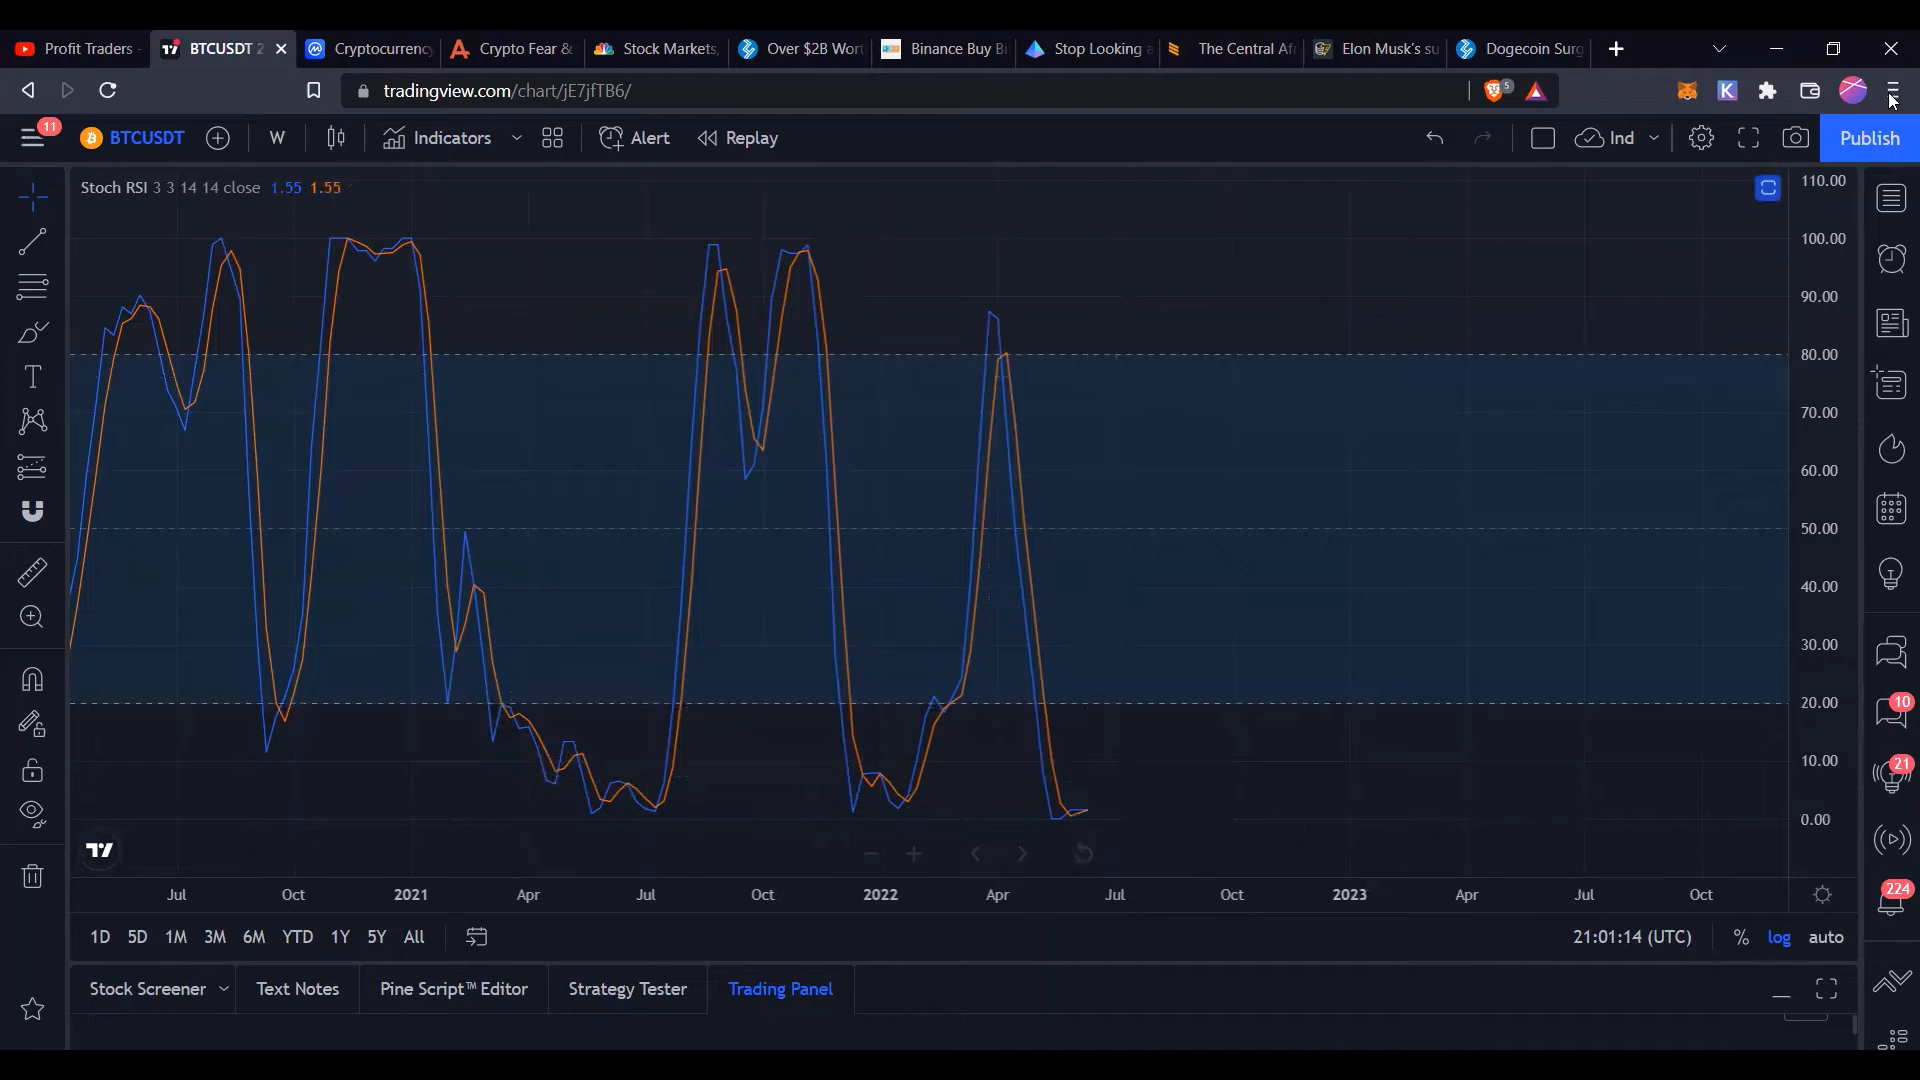 Profit Traders
BTCUSDT 2
Cryptocurrency
Crypto Fear &
Stock Markets,
Over $2B Wort
Binance Buy Bi
Stop Looking a
The Central Af
Elon Musk's su
Dogecoin Surg
tradingview.com/chart/jE7jfTB6/
5
11
BTCUSDT
W
Indicators
Alert
Replay
Ind
Publish
Stoch RSI 3 3 14 14 close 1.55 1.55
110.00
100.00
90.00
80.00
70.00
60.00
50.00
40.00
30.00
20.00
10.00
0.00
10
21
224
Jul
Oct
2021
Apr
Jul
Oct
2022
Apr
Jul
Oct
2023
Apr
Jul
Oct
1D 5D 1M 3M 6M YTD 1Y 5Y All
21:01:14 (UTC)
% log auto
Stock Screener
Text Notes
Pine Script™ Editor
Strategy Tester
Trading Panel